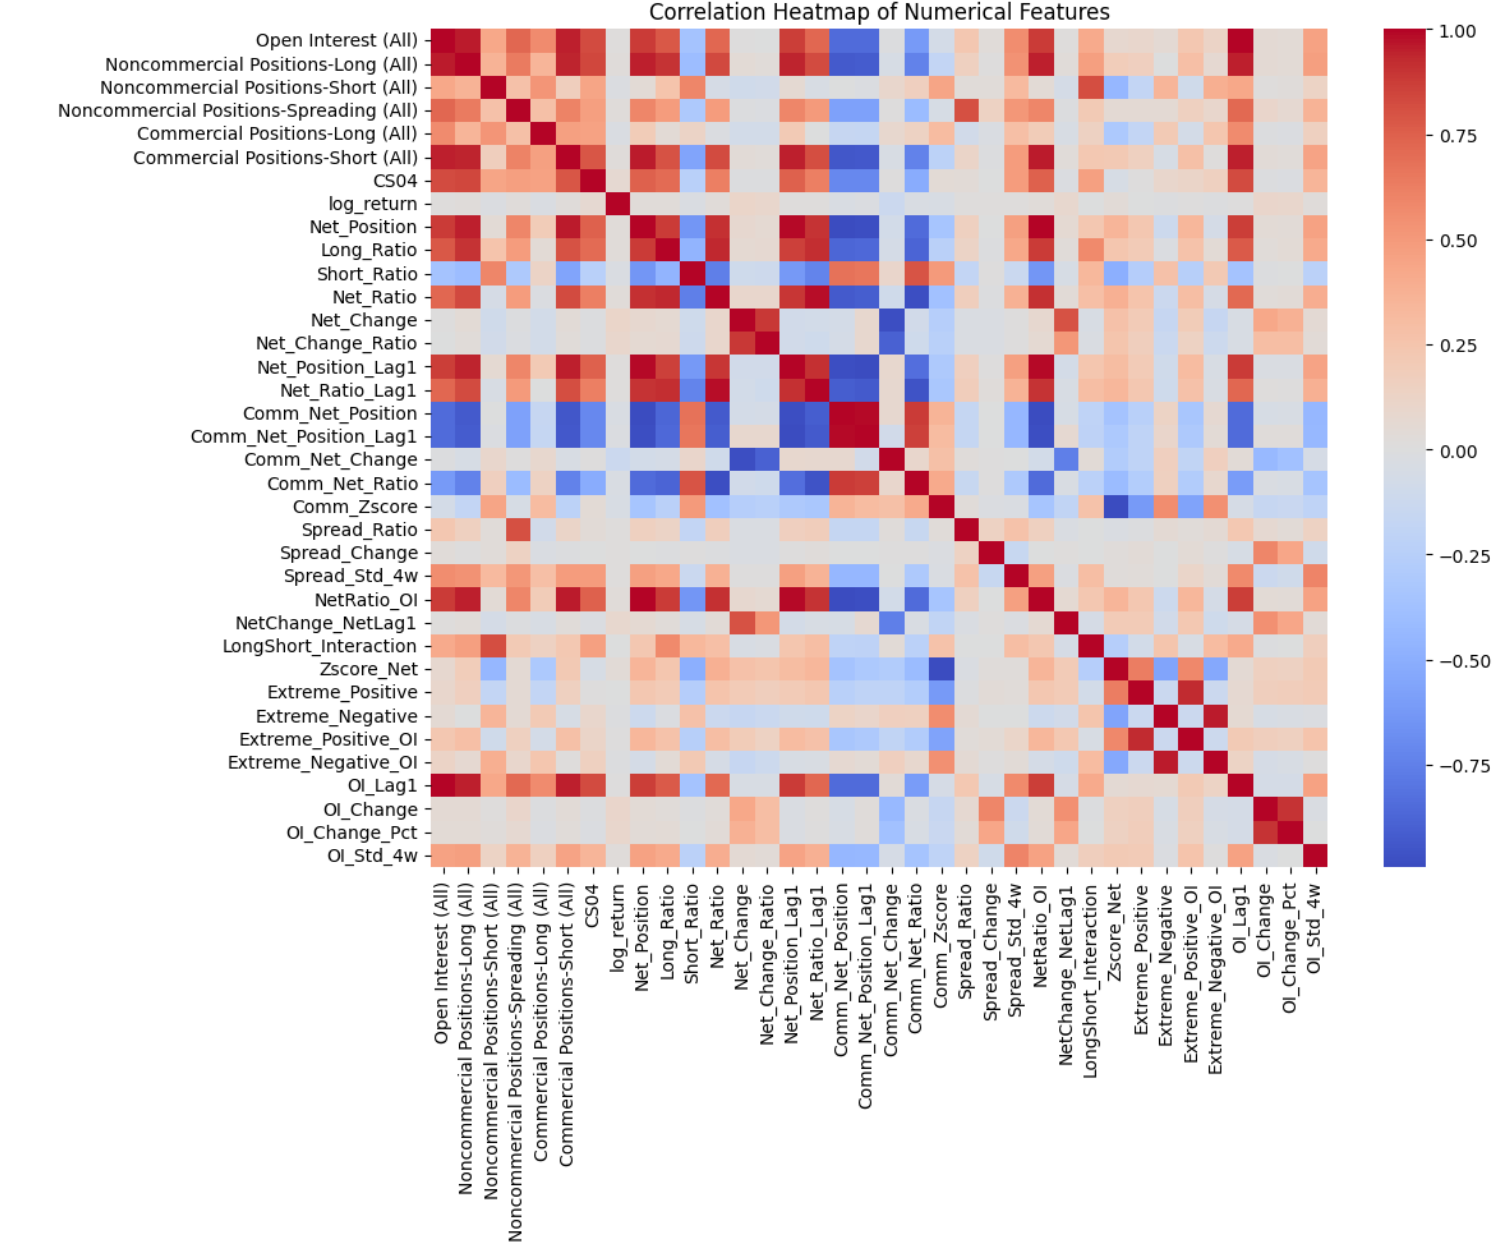 Correlation Heatmap of Numerical Features
Open Interest (All)
Noncommercial Positions-Long (All)
Noncommercial Positions-Short (All)
Noncommercial Positions-Spreading (All)
Commercial Positions-Long (All)
Commercial Positions-Short (All)
CS04
log_return
Net_Position
Long_Ratio
Short_Ratio
Net_Ratio
Net_Change
Net_Change_Ratio
Net_Position_Lag1
Net_Ratio_Lag1
Comm_Net_Position
Comm_Net_Position_Lag1
Comm_Net_Change
Comm_Net_Ratio
Comm_Zscore
Spread_Ratio
Spread_Change
Spread_Std_4w
NetRatio_OI
NetChange_NetLag1
LongShort_Interaction
Zscore_Net
Extreme_Positive
Extreme_Negative
Extreme_Positive_OI
Extreme_Negative_OI
OI_Lag1
OI_Change
OI_Change_Pct
OI_Std_4w
Open Interest (All)
Noncommercial Positions-Long (All)
Noncommercial Positions-Short (All)
Noncommercial Positions-Spreading (All)
Commercial Positions-Long (All)
Commercial Positions-Short (All)
CS04
log_return
Net_Position
Long_Ratio
Short_Ratio
Net_Ratio
Net_Change
Net_Change_Ratio
Net_Position_Lag1
Net_Ratio_Lag1
Comm_Net_Position
Comm_Net_Position_Lag1
Comm_Net_Change
Comm_Net_Ratio
Comm_Zscore
Spread_Ratio
Spread_Change
Spread_Std_4w
NetRatio_OI
NetChange_NetLag1
LongShort_Interaction
Zscore_Net
Extreme_Positive
Extreme_Negative
Extreme_Positive_OI
Extreme_Negative_OI
OI_Lag1
OI_Change
OI_Change_Pct
OI_Std_4w
1.00
0.75
0.50
0.25
0.00
−0.25
−0.50
−0.75